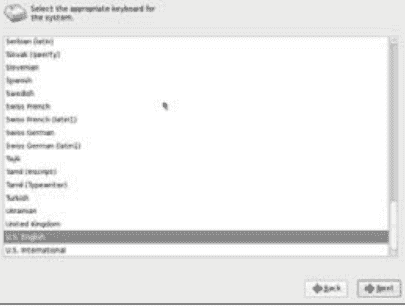 Select the appropriate keyboard for
the system.
Serbian (latin)
Slovak (qwerty)
Slovenian
Spanish
Swedish
Swiss French
Swiss French (latin1)
Swiss German
Swiss German (latin1)
Tajik
Tamil (Inscript)
Tamil (Typewriter)
Turkish
Ukrainian
United Kingdom
U.S. English
U.S. International
Back
Next